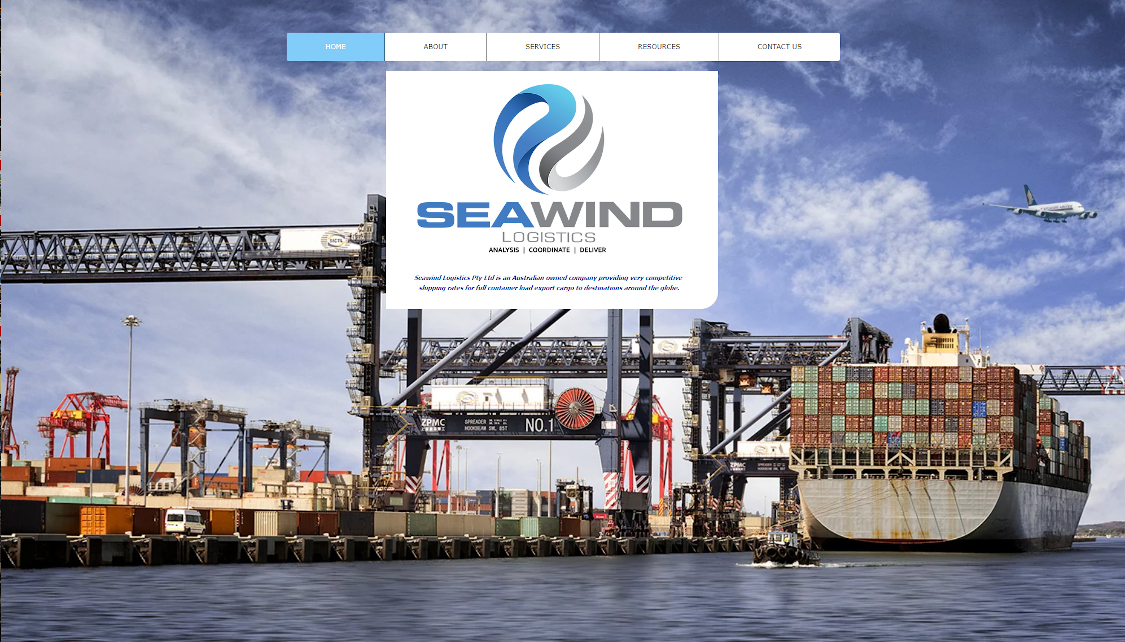 HOME
ABOUT
SERVICES
RESOURCES
CONTACT US
SEAWIND
LOGISTICS
ANALYSIS | COORDINATE | DELIVER
Seawind Logistics Pty Ltd is an Australian owned company providing very competitive
shipping rates for full container load export cargo to destinations around the globe.
ZPMC
NO.1
ZPMC